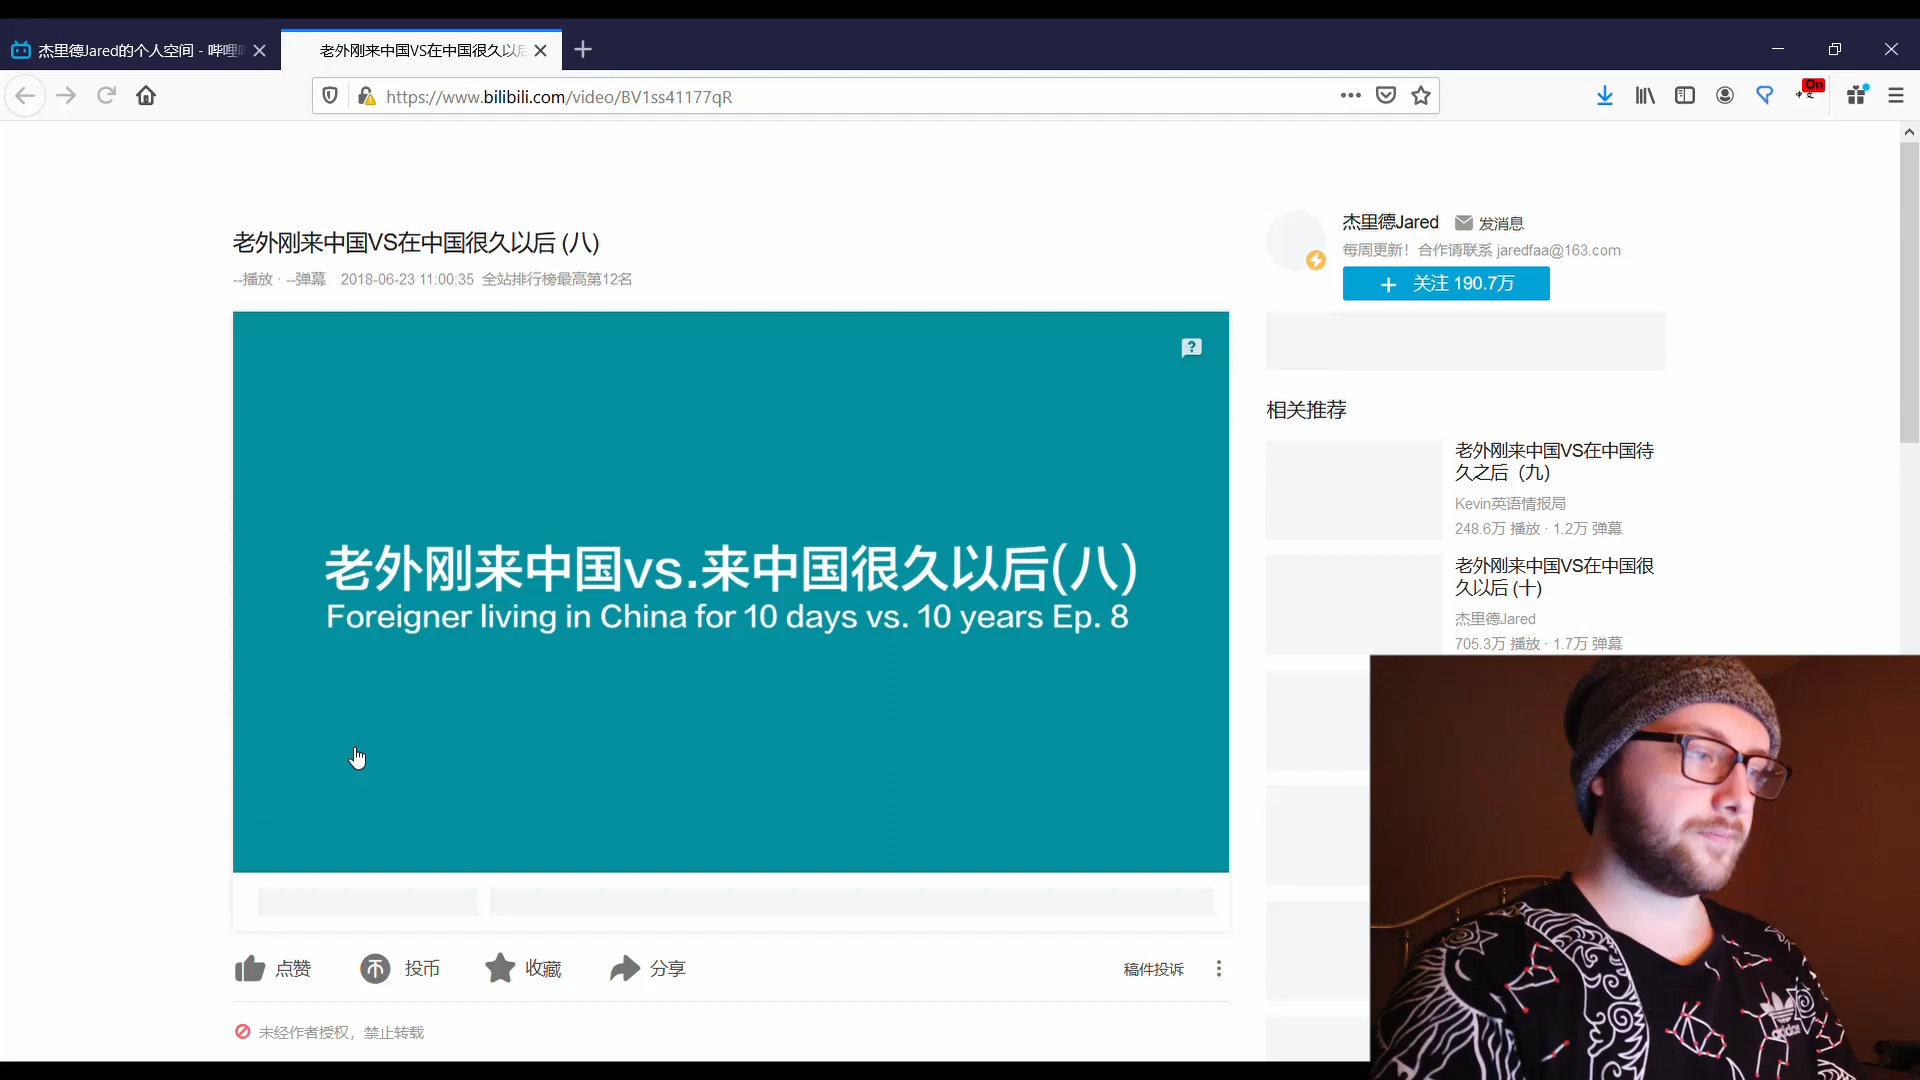 杰里德Jared的个人空间 - 哔哩
老外刚来中国VS在中国很久以后
https://www.bilibili.com/video/BV1ss41177qR
On
老外刚来中国VS在中国很久以后 (八)
--播放 · --弹幕 2018-06-23 11:00:35 全站排行榜最高第12名
杰里德Jared 发消息
每周更新！合作请联系 jaredfaa@163.com
+ 关注 190.7万
老外刚来中国vs.来中国很久以后(八)
Foreigner living in China for 10 days vs. 10 years Ep. 8
相关推荐
老外刚来中国VS在中国待
久之后（九）
Kevin英语情报局
248.6万 播放 · 1.2万 弹幕
老外刚来中国VS在中国很
久以后 (十)
杰里德Jared
705.3万 播放 · 1.7万 弹幕
点赞 投币 收藏 分享 稿件投诉
未经作者授权，禁止转载
adidas